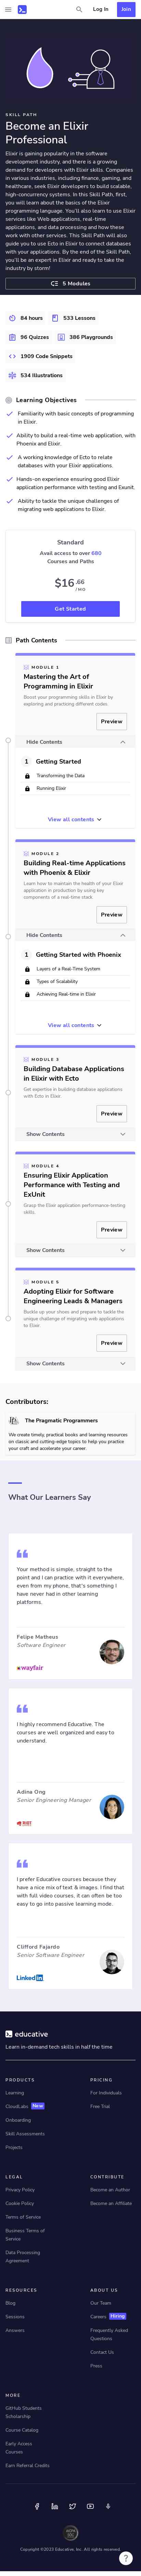 Log In
Join
SKILL PATH
Become an Elixir
Professional
Elixir is gaining popularity in the software
development industry, and there is a growing
demand for developers with Elixir skills. Companies
in various industries, including finance, gaming, and
healthcare, seek Elixir developers to build scalable,
high-concurrency systems. In this Skill Path, first of
all, you'll learn about the basics of the Elixir
programming language. You'll also learn to use Elixir
services like Web applications, real-time
applications, and data processing and how they
work with other services. This Skill Path will also
guide you to use Ecto in Elixir to connect databases
with your applications. By the end of the Skill Path,
you'll be proficient in Elixir and ready to take the
industry by storm!
5 Modules
84 hours
533 Lessons
96 Quizzes
386 Playgrounds
1909 Code Snippets
534 Illustrations
Learning Objectives
Familiarity with basic concepts of programming
in Elixir.
Ability to build a real-time web application, with
Phoenix and Elixir.
A working knowledge of Ecto to relate
databases with your Elixir applications.
Hands-on experience ensuring good Elixir
application performance with testing and Exunit.
Ability to tackle the unique challenges of
migrating web applications to Elixir.
Standard
Avail access to over 680
Courses and Paths
$16.66
/ mo
Get Started
Path Contents
MODULE 1
Mastering the Art of
Programming in Elixir
Boost your programming skills in Elixir by
exploring and practicing different codes.
Preview
Hide Contents
1 Getting Started
Transforming the Data
Running Elixir
View all contents
MODULE 2
Building Real-time Applications
with Phoenix & Elixir
Learn how to maintain the health of your Elixir
application in production by using key
components of a real-time stack
Preview
Hide Contents
1 Getting Started with Phoenix
Layers of a Real-Time System
Types of Scalability
Achieving Real-time in Elixir
View all contents
MODULE 3
Building Database Applications
in Elixir with Ecto
Get expertise in building database applications
with Ecto in Elixir.
Preview
Show Contents
MODULE 4
Ensuring Elixir Application
Performance with Testing and
ExUnit
Grasp the Elixir application performance-testing
skills.
Preview
Show Contents
MODULE 5
Adopting Elixir for Software
Engineering Leads & Managers
Buckle up your shoes and prepare to tackle the
unique challenge of migrating web applications
to Elixir.
Preview
Show Contents
Contributors:
The Pragmatic Programmers
We create timely, practical books and learning resources
on classic and cutting-edge topics to help you practice
your craft and accelerate your career.
What Our Learners Say
Your method is simple, straight to the
point and I can practice with it everywhere,
even from my phone, that's something I
have never had in other learning
platforms.
Felipe Matheus
Software Engineer
wayfair
I highly recommend Educative. The
courses are well organized and easy to
understand.
Adina Ong
Senior Engineering Manager
RIOT
I prefer Educative courses because they
have a nice mix of text & images. I find that
with full video courses, it can often be too
easy to go into passive learning mode.
Clifford Fajardo
Senior Software Engineer
Linkedin
educative
Learn in-demand tech skills in half the time
PRODUCTS
PRICING
Learning
For Individuals
CloudLabs New
Free Trial
Onboarding
Skill Assessments
Projects
LEGAL
CONTRIBUTE
Privacy Policy
Become an Author
Cookie Policy
Become an Affiliate
Terms of Service
Business Terms of
Service
Data Processing
Agreement
RESOURCES
ABOUT US
Blog
Our Team
Sessions
Careers Hiring
Answers
Frequently Asked
Questions
Contact Us
Press
MORE
GitHub Students
Scholarship
Course Catalog
Early Access
Courses
Earn Referral Credits
Copyright ©2023 Educative, Inc. All rights reserved.
?